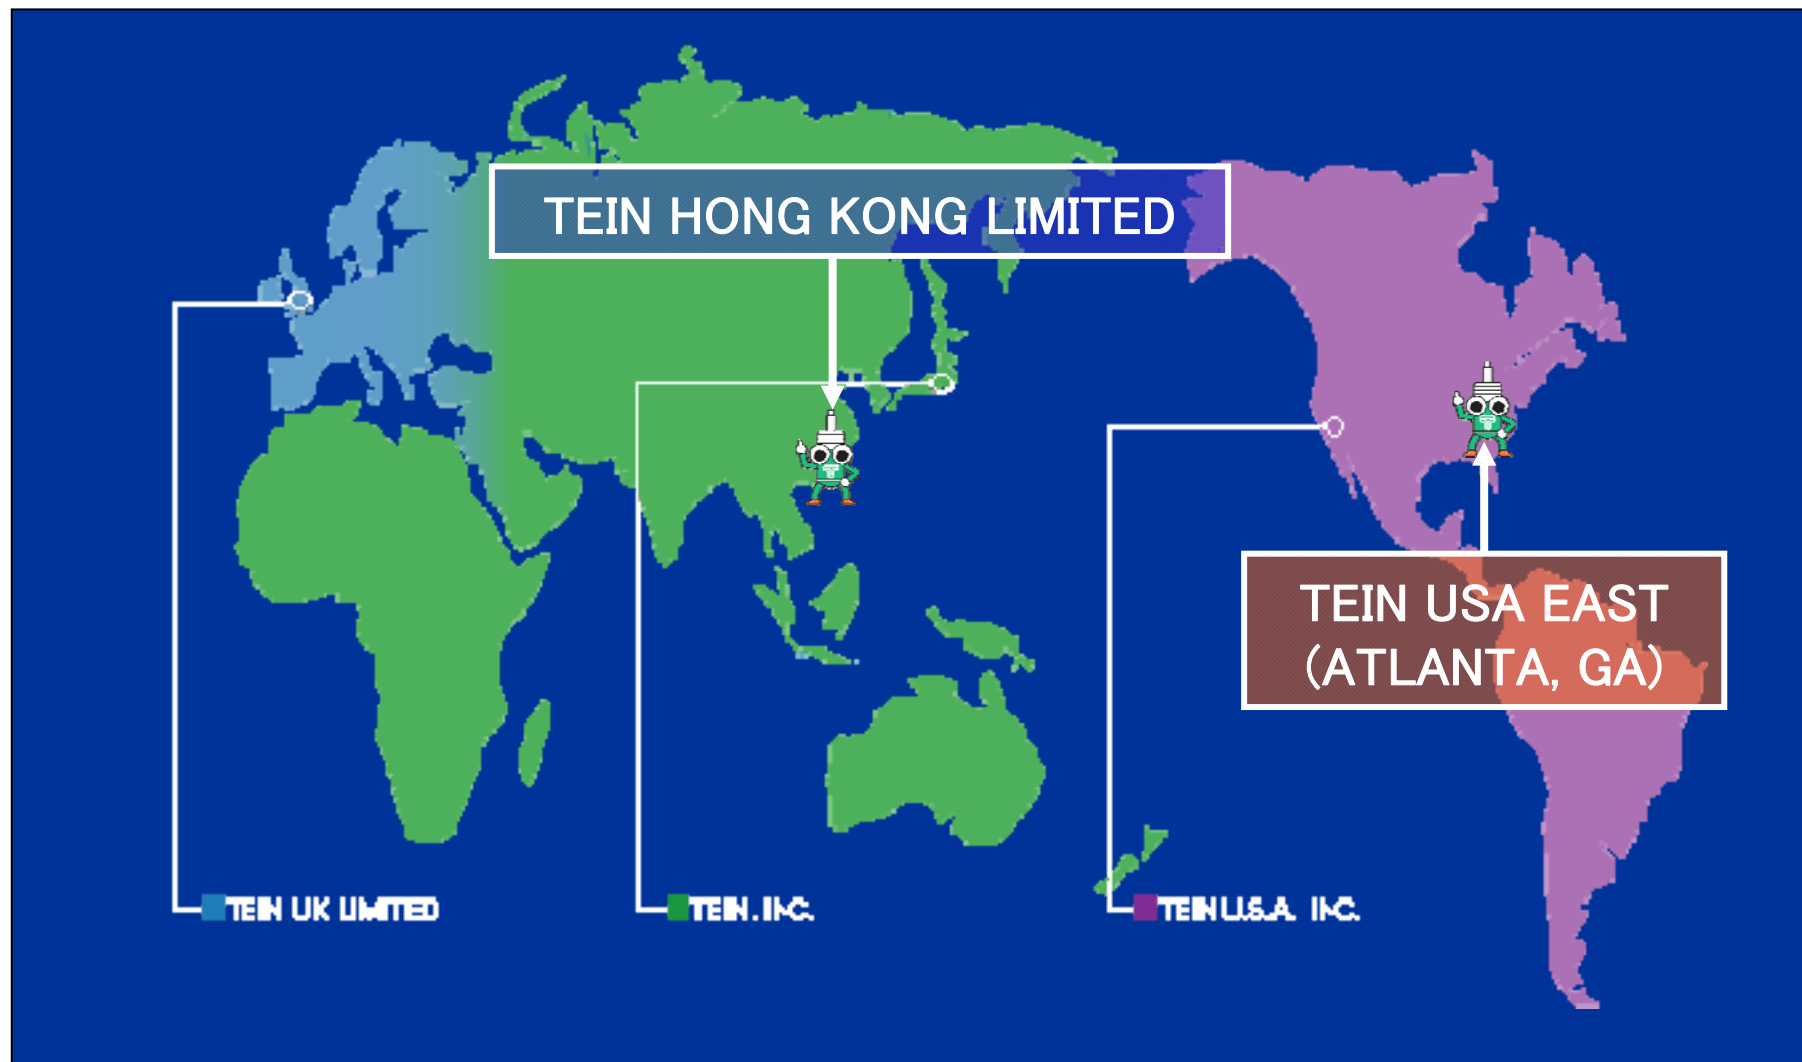 TEIN HONG KONG LIMITED
TEIN USA EAST
(ATLANTA, GA)
TEIN UK LIMITED
TEIN. INC.
TEIN U.S.A. INC.